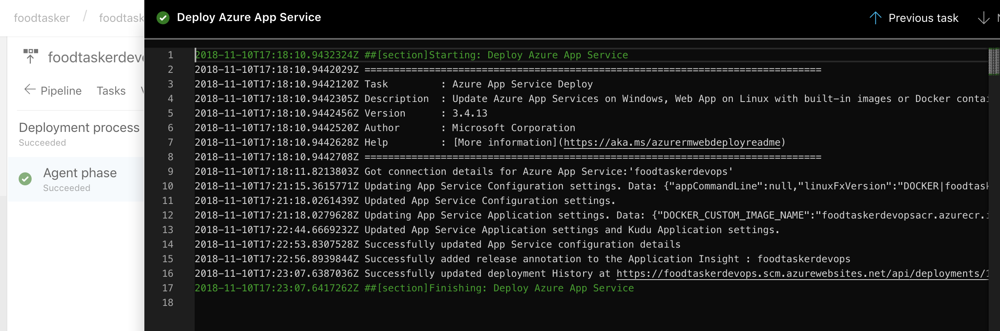 foodtasker / foodtask
Deploy Azure App Service
Previous task
foodtaskerdev
Pipeline Tasks
Deployment process
Succeeded
Agent phase
Succeeded
1 2018-11-10T17:18:10.9432324Z ##[section]Starting: Deploy Azure App Service
2 2018-11-10T17:18:10.9442029Z ==============================================================================
3 2018-11-10T17:18:10.9442120Z Task         : Azure App Service Deploy
4 2018-11-10T17:18:10.9442305Z Description  : Update Azure App Services on Windows, Web App on Linux with built-in images or Docker contai
5 2018-11-10T17:18:10.9442456Z Version      : 3.4.13
6 2018-11-10T17:18:10.9442520Z Author       : Microsoft Corporation
7 2018-11-10T17:18:10.9442628Z Help         : [More information](https://aka.ms/azurermwebdeployreadme)
8 2018-11-10T17:18:10.9442708Z ==============================================================================
9 2018-11-10T17:18:11.8213803Z Got connection details for Azure App Service:'foodtaskerdevops'
10 2018-11-10T17:21:15.3615771Z Updating App Service Configuration settings. Data: {"appCommandLine":null,"linuxFxVersion":"DOCKER|foodtask
11 2018-11-10T17:21:18.0261439Z Updated App Service Configuration settings.
12 2018-11-10T17:21:18.0279628Z Updating App Service Application settings. Data: {"DOCKER_CUSTOM_IMAGE_NAME":"foodtaskerdevopsacr.azurecr.i
13 2018-11-10T17:22:44.6669232Z Updated App Service Application settings and Kudu Application settings.
14 2018-11-10T17:22:53.8307528Z Successfully updated App Service configuration details
15 2018-11-10T17:22:56.8939844Z Successfully added release annotation to the Application Insight : foodtaskerdevops
16 2018-11-10T17:23:07.6387036Z Successfully updated deployment History at https://foodtaskerdevops.scm.azurewebsites.net/api/deployments/1
17 2018-11-10T17:23:07.6417262Z ##[section]Finishing: Deploy Azure App Service
18